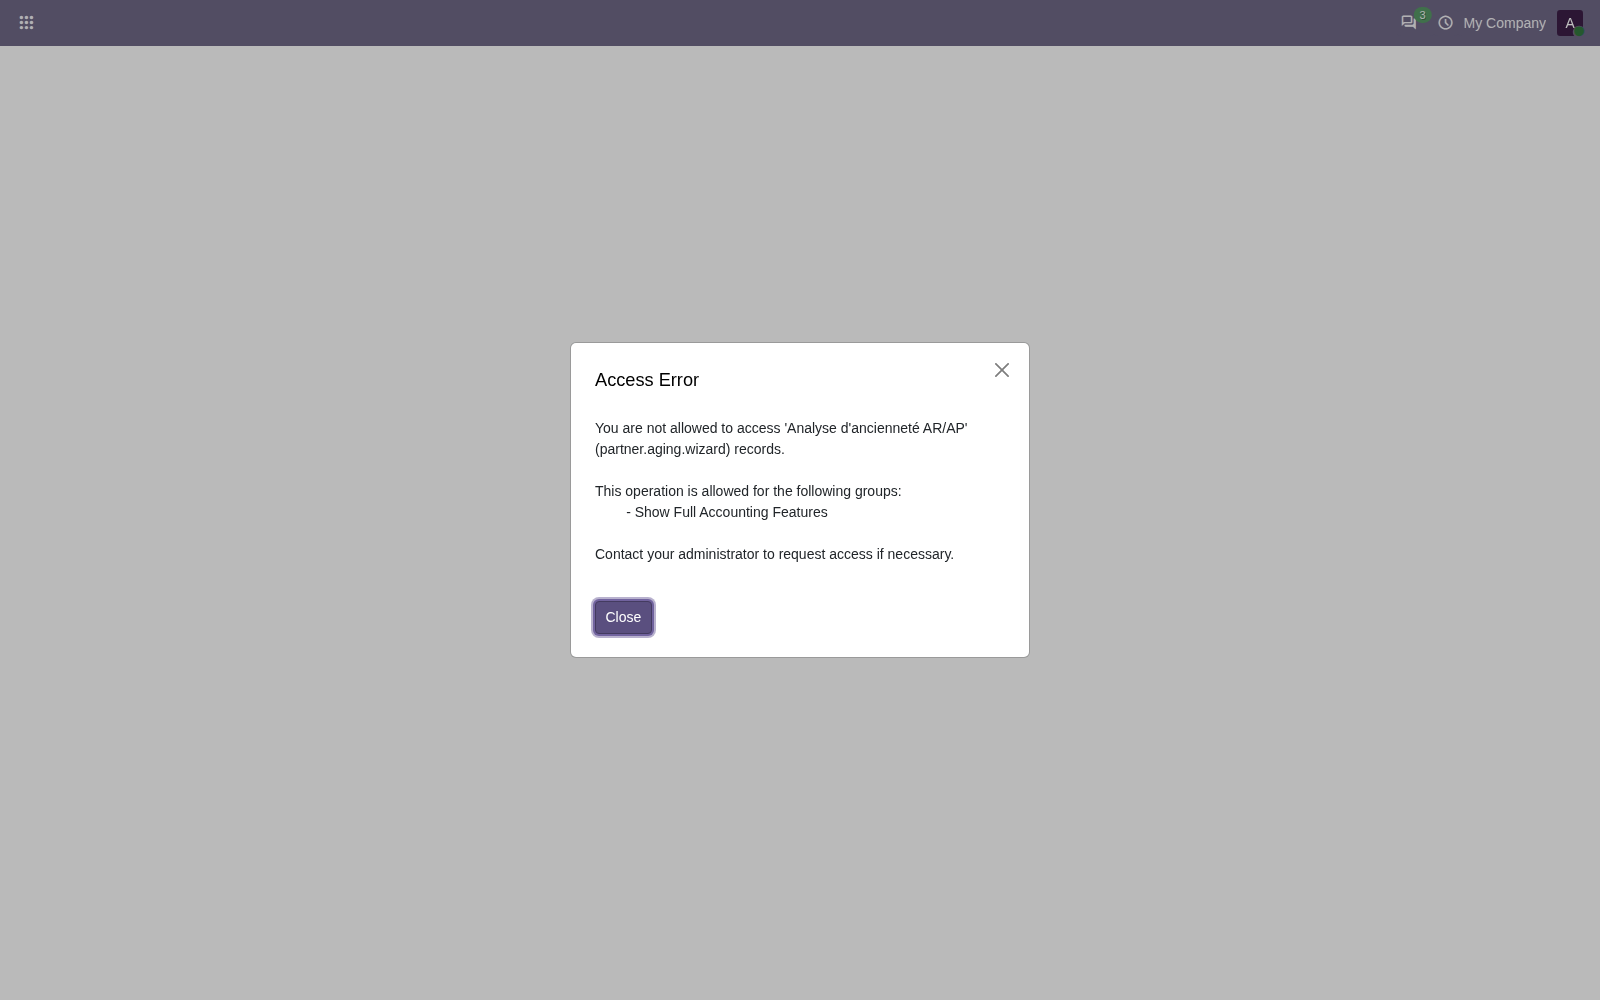 3
My Company
A
Access Error
You are not allowed to access 'Analyse d'ancienneté AR/AP'
(partner.aging.wizard) records.
This operation is allowed for the following groups:
- Show Full Accounting Features
Contact your administrator to request access if necessary.
Close